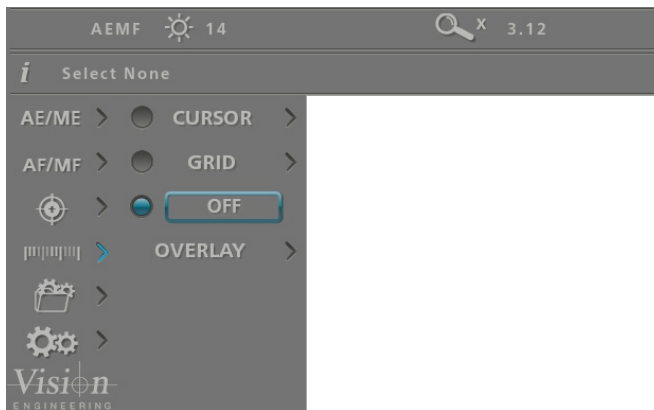 AEMF 14 X 3.12
i Select None
AE/ME CURSOR
AF/MF GRID
OFF
OVERLAY
Vision
ENGINEERING